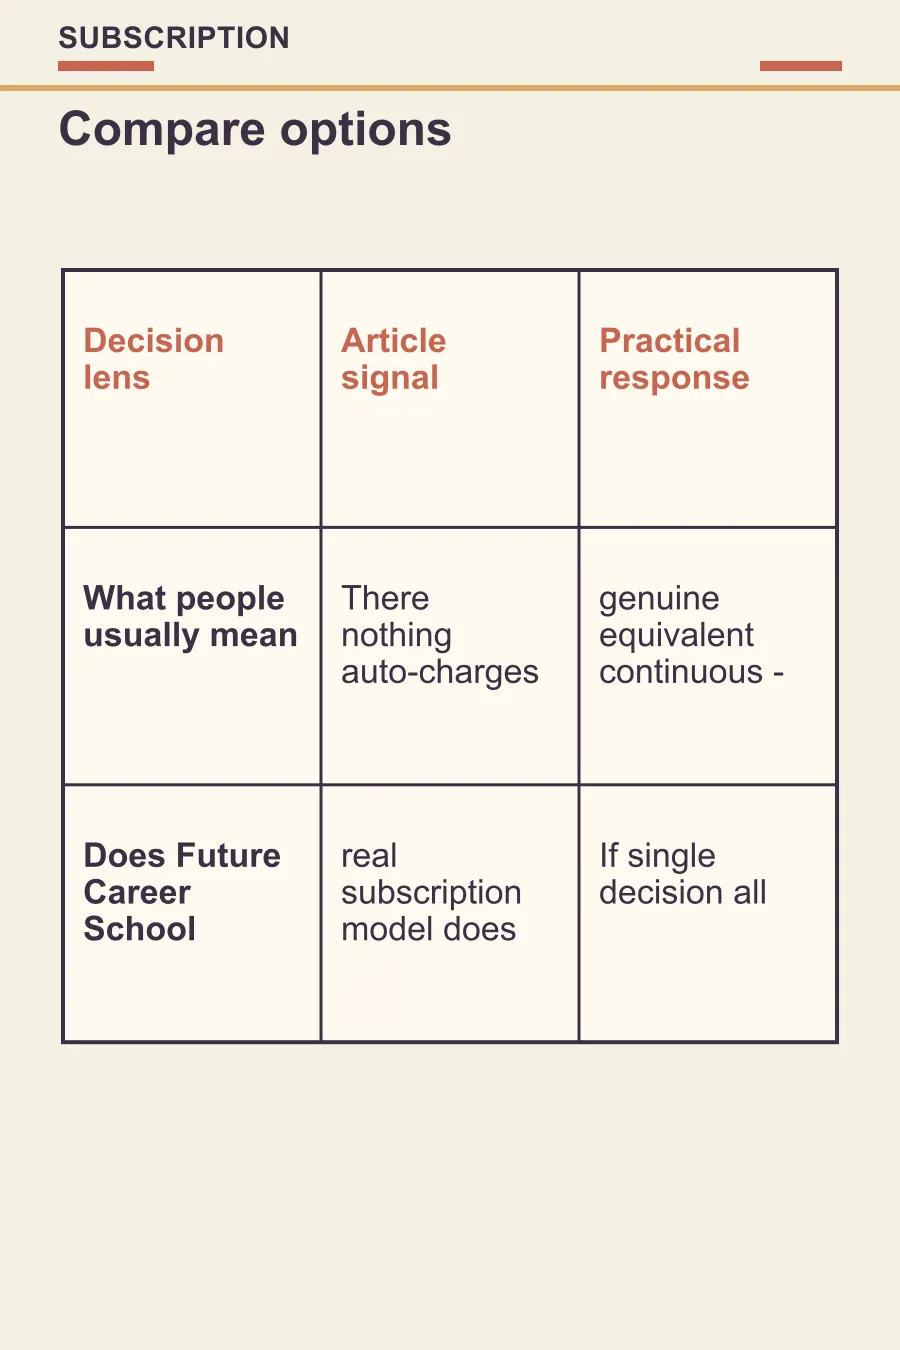 SUBSCRIPTION
Compare options
Decision
lens
Article
signal
Practical
response
What people
usually mean
There
nothing
auto-charges
genuine
equivalent
continuous -
Does Future
Career
School
real
subscription
model does
If single
decision all